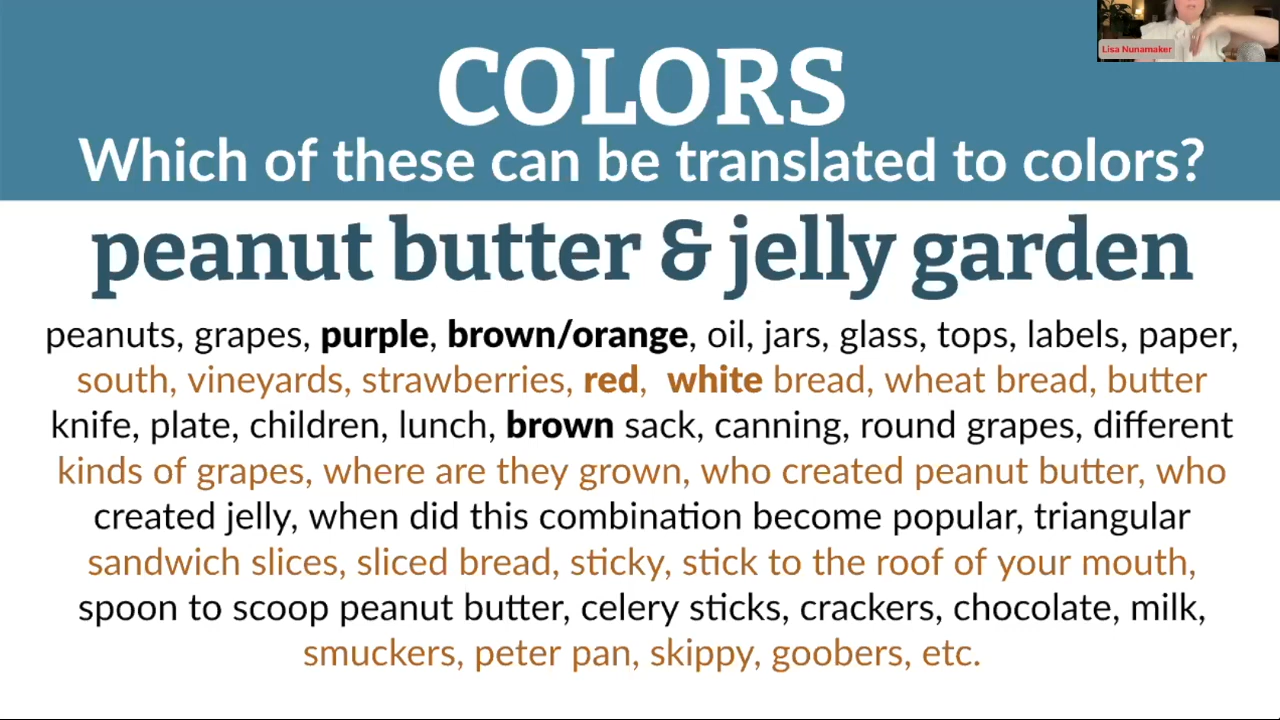 Lisa Nunamaker
COLORS
Which of these can be translated to colors?
peanut butter & jelly garden
peanuts, grapes, purple, brown/orange, oil, jars, glass, tops, labels, paper,
south, vineyards, strawberries, red, white bread, wheat bread, butter
knife, plate, children, lunch, brown sack, canning, round grapes, different
kinds of grapes, where are they grown, who created peanut butter, who
created jelly, when did this combination become popular, triangular
sandwich slices, sliced bread, sticky, stick to the roof of your mouth,
spoon to scoop peanut butter, celery sticks, crackers, chocolate, milk,
smuckers, peter pan, skippy, goobers, etc.